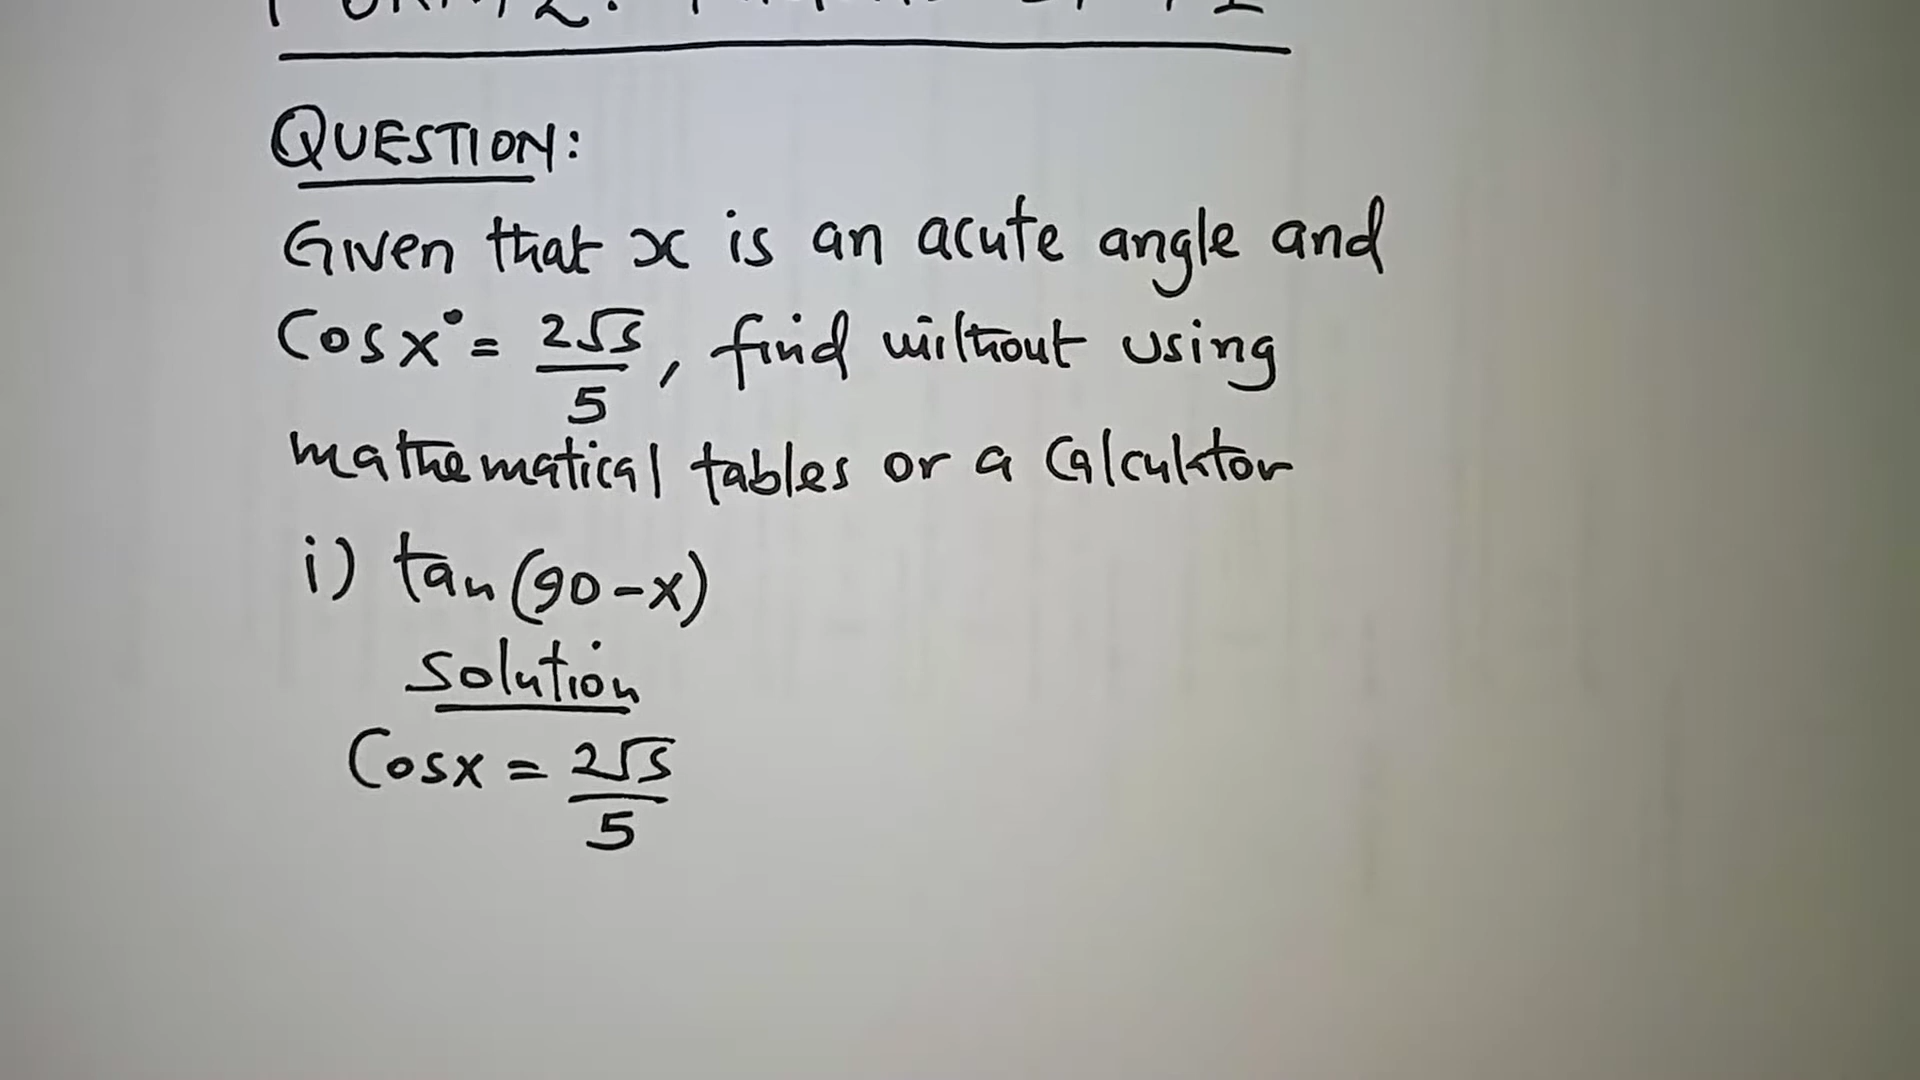 QUESTION:
Given that x is an acute angle and
Cos x° = 2√5/5, find without using
mathematical tables or a Calculator
i) tan (90-x)
Solution
Cosx = 2√5/5